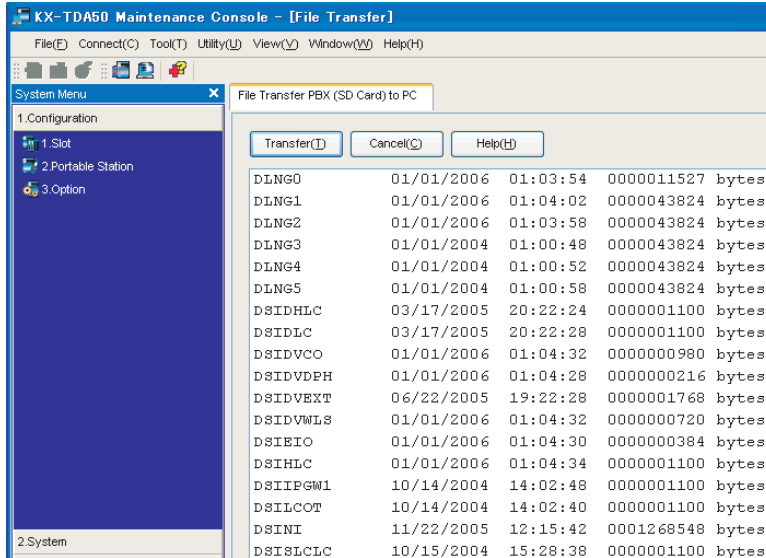 KX-TDA50 Maintenance Console - [File Transfer]
File(F) Connect(C) Tool(T) Utility(U) View(V) Window(W) Help(H)
System Menu
File Transfer PBX (SD Card) to PC
1.Configuration
1.Slot
2.Portable Station
3.Option
Transfer(T) Cancel(C) Help(H)
DLNG0 01/01/2006 01:03:54 0000011527 bytes
DLNG1 01/01/2006 01:04:02 0000043824 bytes
DLNG2 01/01/2006 01:03:58 0000043824 bytes
DLNG3 01/01/2004 01:00:48 0000043824 bytes
DLNG4 01/01/2004 01:00:52 0000043824 bytes
DLNG5 01/01/2004 01:00:58 0000043824 bytes
DSIDHLC 03/17/2005 20:22:24 0000001100 bytes
DSIDLC 03/17/2005 20:22:28 0000001100 bytes
DSIDVCO 01/01/2006 01:04:32 0000000980 bytes
DSIDVDPH 01/01/2006 01:04:28 0000000216 bytes
DSIDVEXT 06/22/2005 19:22:28 0000001768 bytes
DSIDVWLS 01/01/2006 01:04:32 0000000720 bytes
DSIEIO 01/01/2006 01:04:30 0000000384 bytes
DSIHLC 01/01/2006 01:04:34 0000001100 bytes
DSIIPGW1 10/14/2004 14:02:48 0000001100 bytes
DSILCOT 10/14/2004 14:02:40 0000001100 bytes
DSINI 11/22/2005 12:15:42 0001268548 bytes
DSISLCLC 10/15/2004 15:28:38 0000001100 bytes
2.System